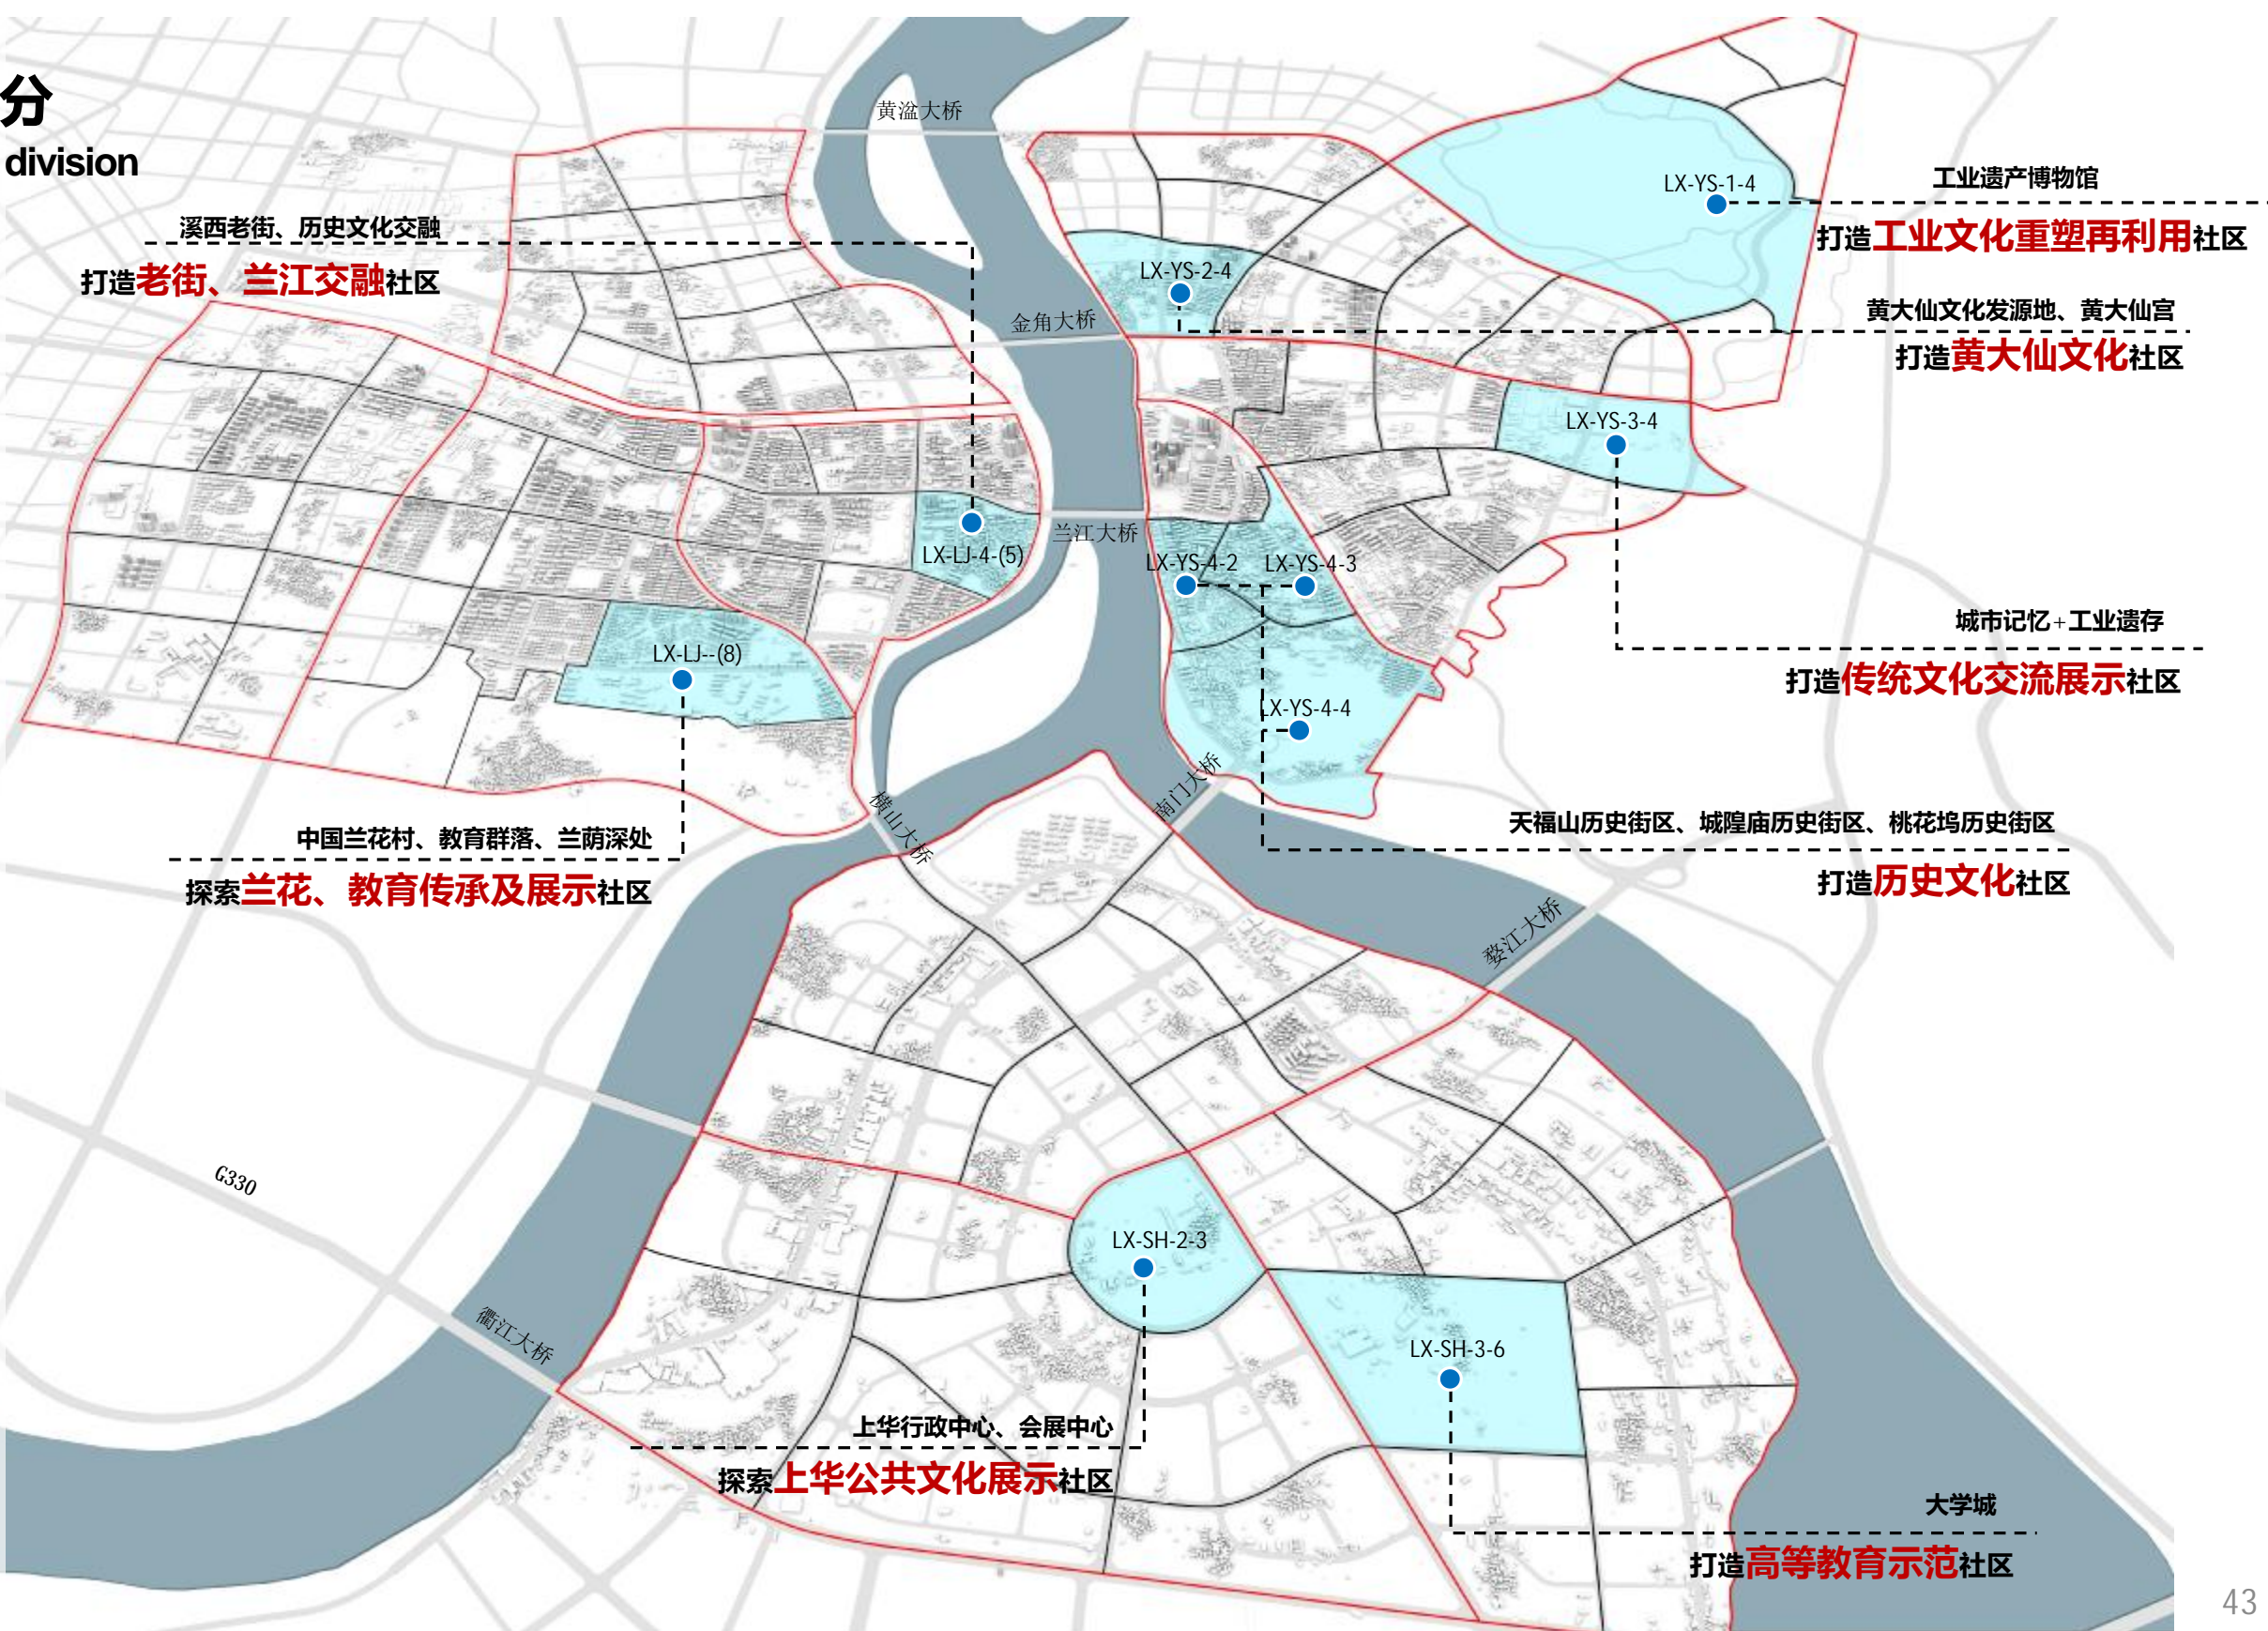 分
division
黄湓大桥
LX-YS-1-4
工业遗产博物馆
打造工业文化重塑再利用社区
溪西老街、历史文化交融
打造老街、兰江交融社区
LX-YS-2-4
黄大仙文化发源地、黄大仙宫
打造黄大仙文化社区
金角大桥
LX-YS-3-4
兰江大桥
LX-LJ-4-(5)
LX-YS-4-2
LX-YS-4-3
城市记忆+工业遗存
打造传统文化交流展示社区
LX-LJ--(8)
LX-YS-4-4
横山大桥
南门大桥
中国兰花村、教育群落、兰荫深处
探索兰花、教育传承及展示社区
天福山历史街区、城隍庙历史街区、桃花坞历史街区
打造历史文化社区
婺江大桥
G330
LX-SH-2-3
衢江大桥
LX-SH-3-6
上华行政中心、会展中心
探索上华公共文化展示社区
大学城
打造高等教育示范社区
43